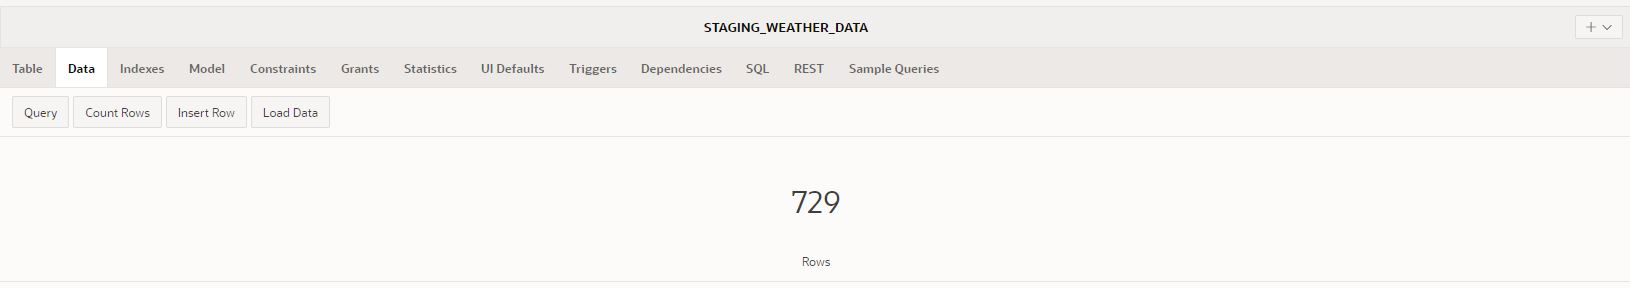 STAGING_WEATHER_DATA
Table Data Indexes Model Constraints Grants Statistics UI Defaults Triggers Dependencies SQL REST Sample Queries
Query Count Rows Insert Row Load Data
729
Rows